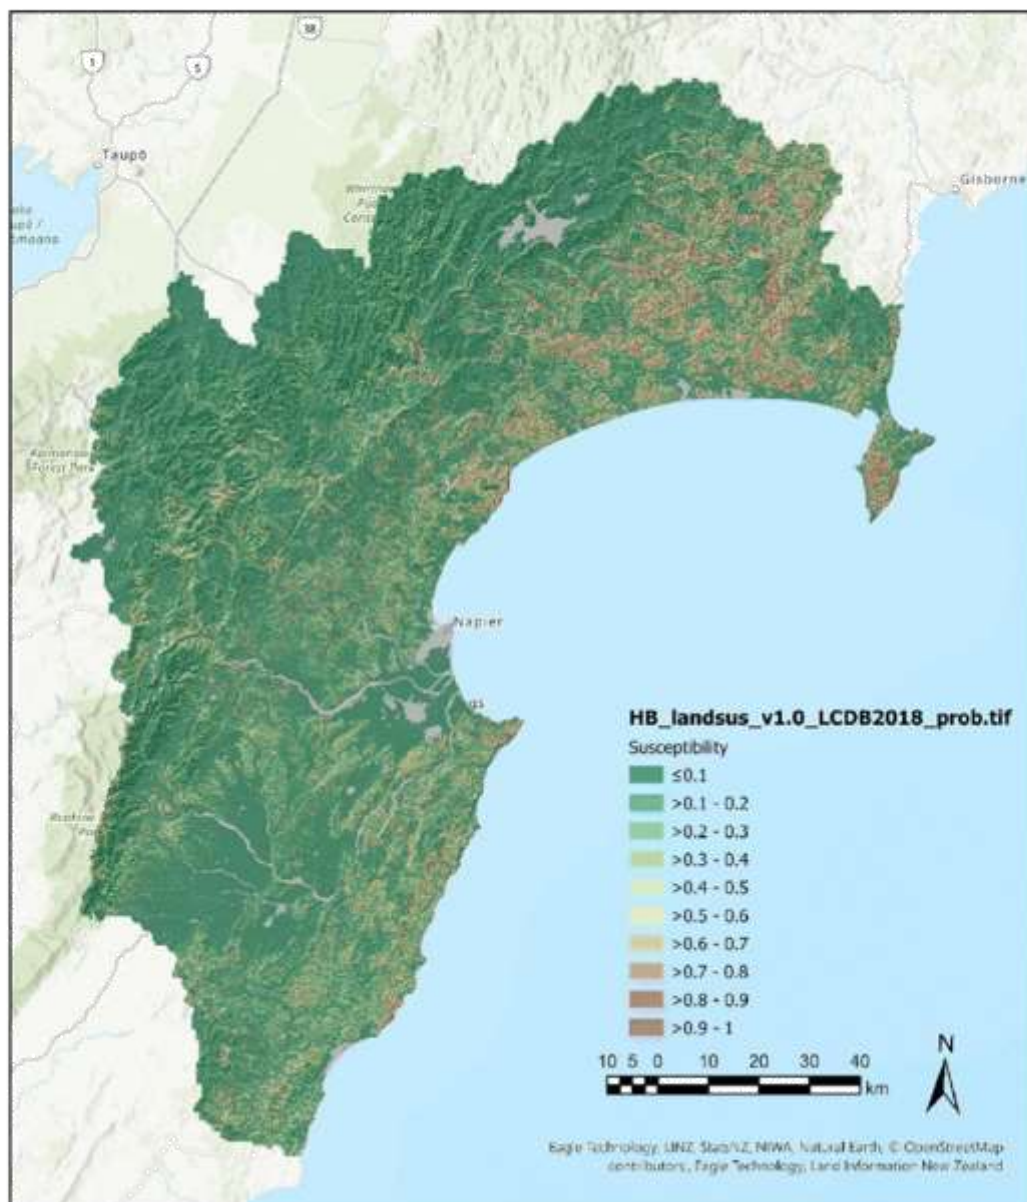 18
1
5
Taupō
Gisborne
Napier
HB_landsus_v1.0_LCDB2018_prob.tif
Susceptibility
≤0.1
>0.1 - 0.2
>0.2 - 0.3
>0.3 - 0.4
>0.4 - 0.5
>0.5 - 0.6
>0.6 - 0.7
>0.7 - 0.8
>0.8 - 0.9
>0.9 - 1
N
10 5 0 10 20 30 40
km
Eagle Technology, LINZ, StatsNZ, NIWA, Natural Earth, © OpenStreetMap
contributors., Eagle Technology, Land Information New Zealand